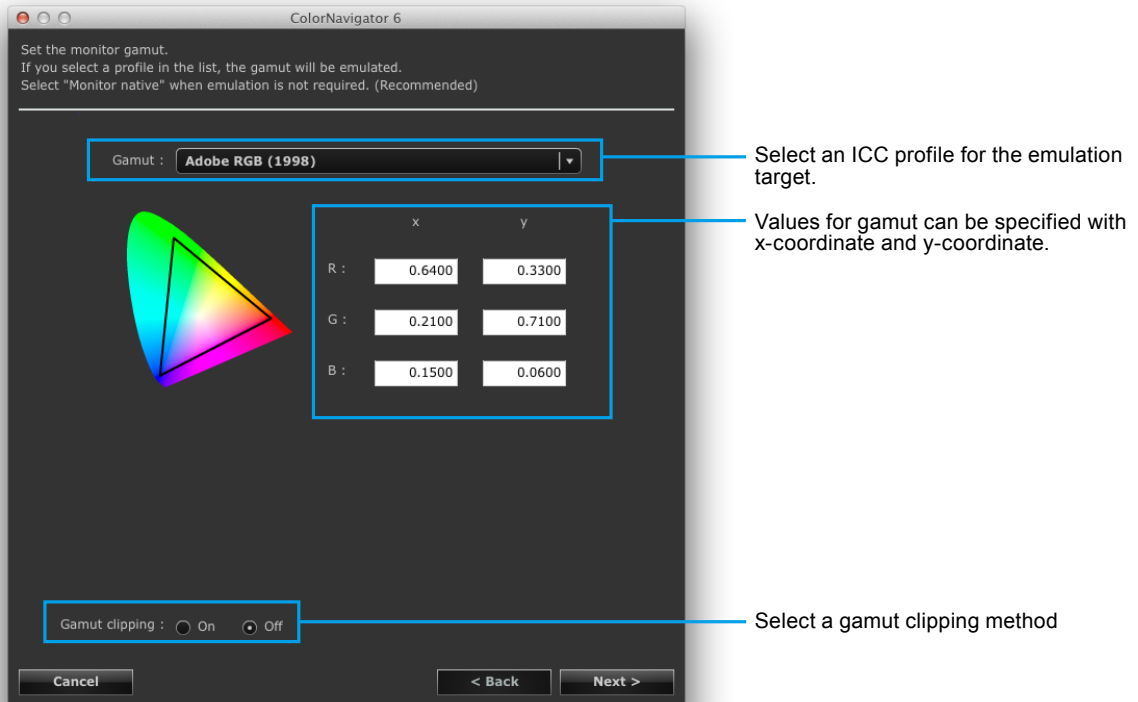 ColorNavigator 6
Set the monitor gamut.
If you select a profile in the list, the gamut will be emulated.
Select "Monitor native" when emulation is not required. (Recommended)
Gamut : Adobe RGB (1998)
Select an ICC profile for the emulation
target.
Values for gamut can be specified with
x-coordinate and y-coordinate.
x y
R : 0.6400 0.3300
G : 0.2100 0.7100
B : 0.1500 0.0600
Gamut clipping : On Off
Select a gamut clipping method
Cancel < Back Next >